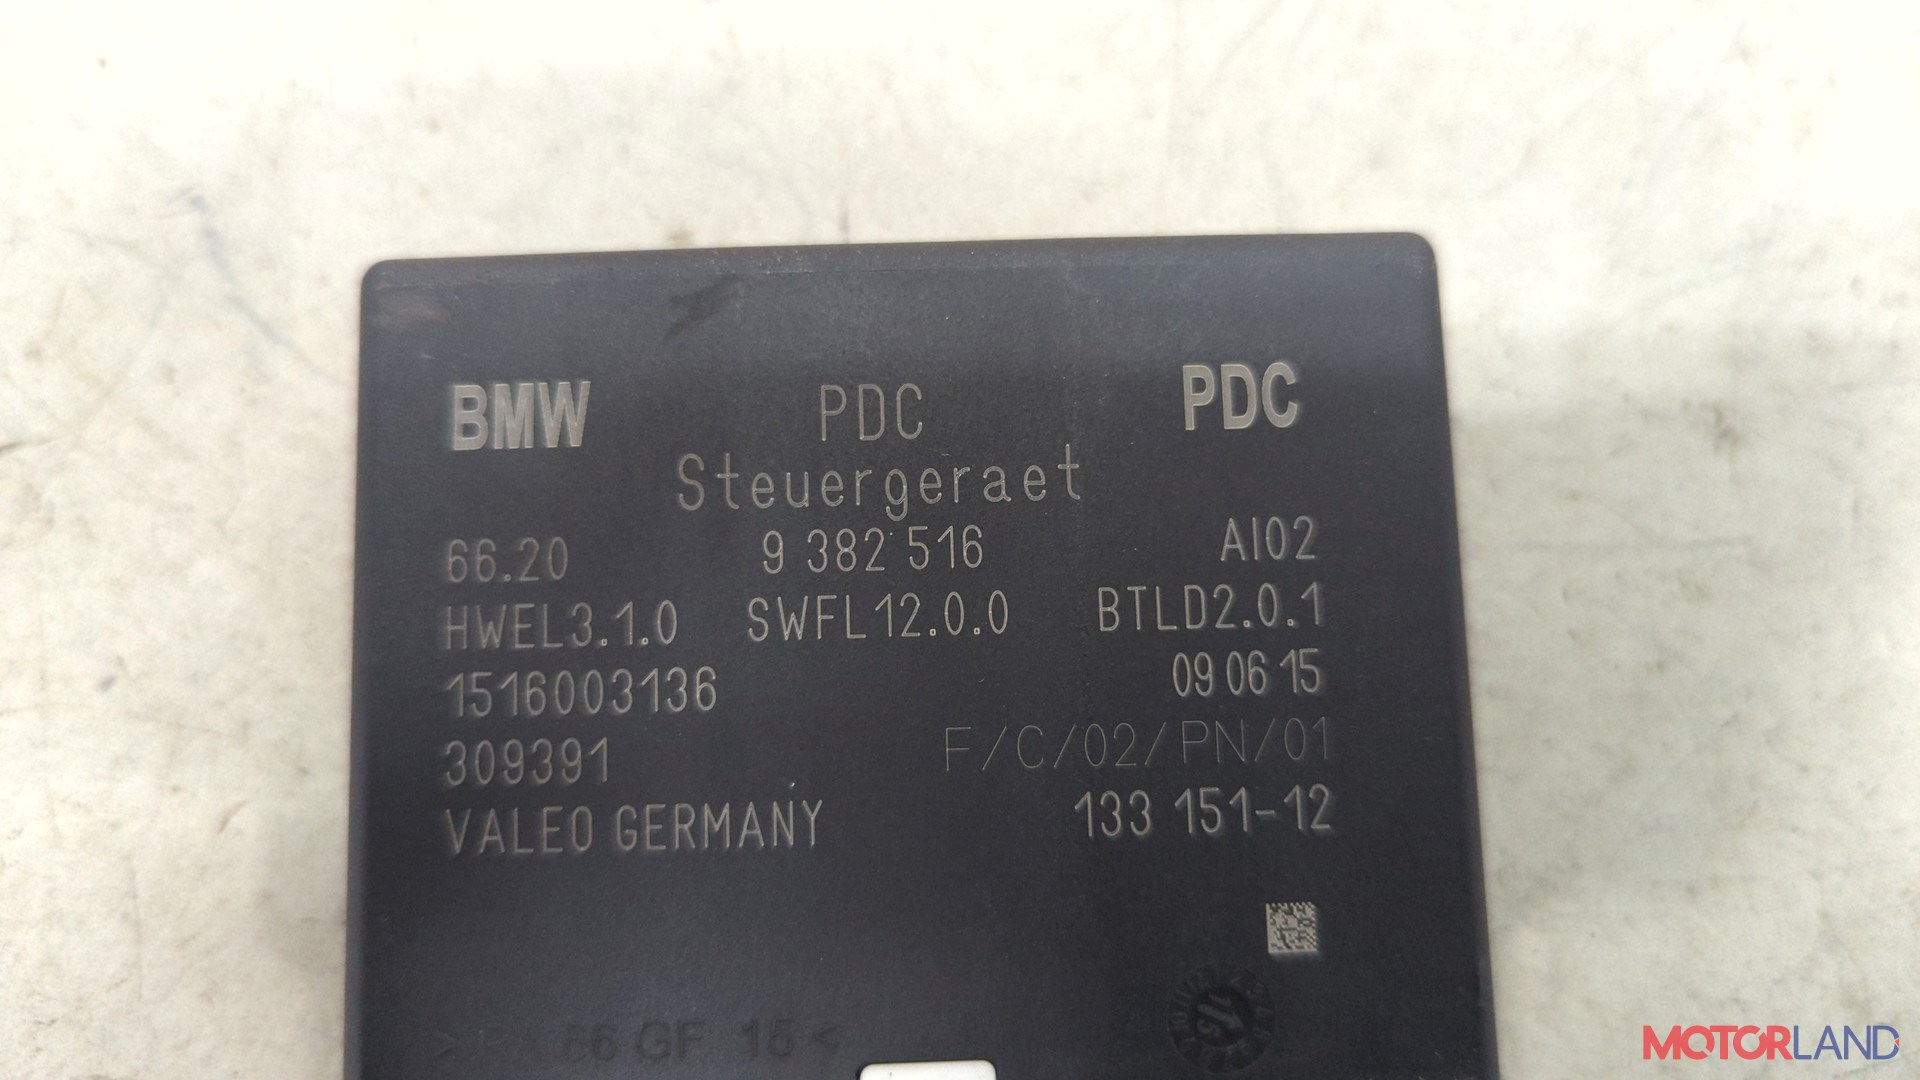 BMW PDC PDC
Steuergeraet
66.20 9 382 516 AI02
HWEL3.1.0 SWFL12.0.0 BTLD2.0.1
1516003136 09 06 15
309391 F/C/02/PN/01
VALEO GERMANY 133 151-12
66 GF 15 <
MOTORLAND